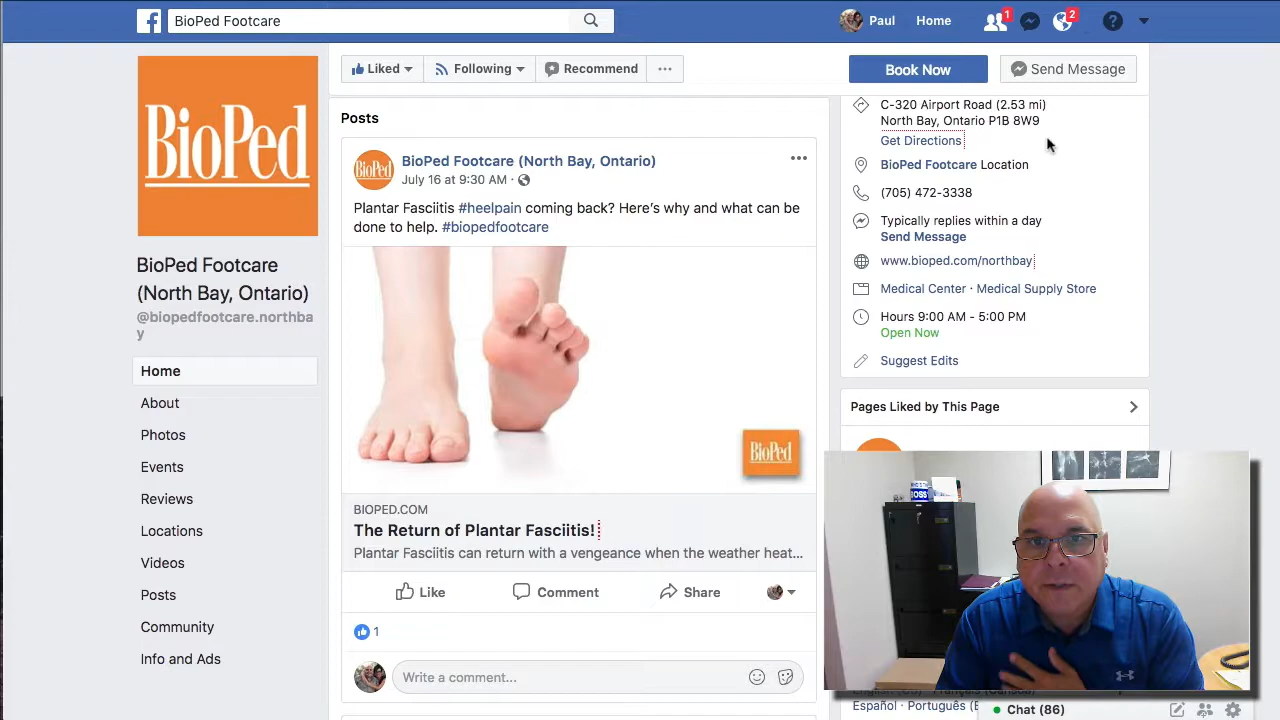 BioPed Footcare
Paul
Home
1
2
?
Liked
Following
Recommend
Book Now
Send Message
BioPed
BioPed Footcare
(North Bay, Ontario)
@biopedfootcare.northba
y
Home
About
Photos
Events
Reviews
Locations
Videos
Posts
Community
Info and Ads
Posts
BioPed
BioPed Footcare (North Bay, Ontario)
July 16 at 9:30 AM ·
Plantar Fasciitis #heelpain coming back? Here's why and what can be
done to help. #biopedfootcare
BioPed
BIOPED.COM
The Return of Plantar Fasciitis!
Plantar Fasciitis can return with a vengeance when the weather heat...
Like
Comment
Share
1
Write a comment...
C-320 Airport Road (2.53 mi)
North Bay, Ontario P1B 8W9
Get Directions
BioPed Footcare Location
(705) 472-3338
Typically replies within a day
Send Message
www.bioped.com/northbay
Medical Center · Medical Supply Store
Hours 9:00 AM - 5:00 PM
Open Now
Suggest Edits
Pages Liked by This Page
BOSS
Español · Português (
Chat (86)